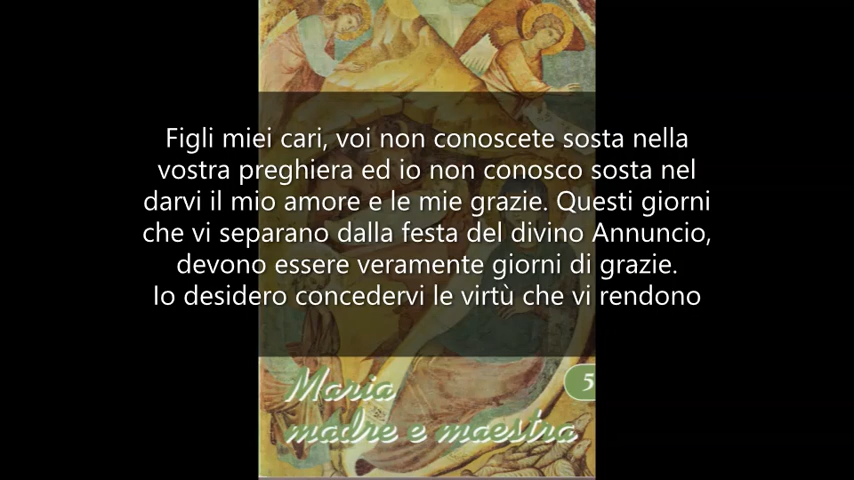 Figli miei cari, voi non conoscete sosta nella
vostra preghiera ed io non conosco sosta nel
darvi il mio amore e le mie grazie. Questi giorni
che vi separano dalla festa del divino Annuncio,
devono essere veramente giorni di grazie.
Io desidero concedervi le virtù che vi rendono
Maria
5
madre e maestra